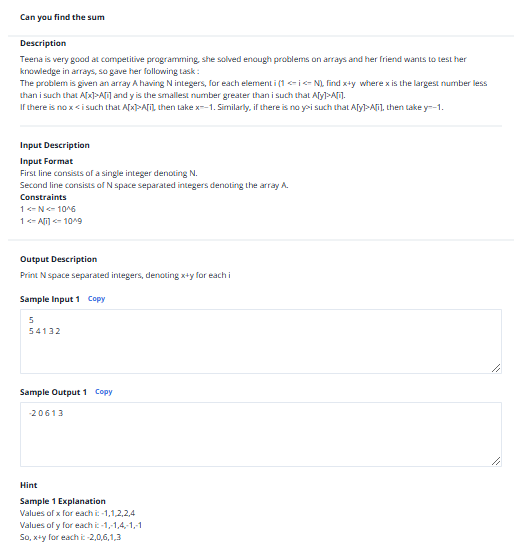 Can you find the sum
Description
Teena is very good at competitive programming, she solved enough problems on arrays and her friend wants to test her
knowledge in arrays, so gave her following task :
The problem is given an array A having N integers, for each element i (1 <= i <= N), find x+y where x is the largest number less
than i such that A[x]>A[i] and y is the smallest number greater than i such that A[y]>A[i].
If there is no x < i such that A[x]>A[i], then take x=-1. Similarly, if there is no y>i such that A[y]>A[i], then take y=-1.
Input Description
Input Format
First line consists of a single integer denoting N.
Second line consists of N space separated integers denoting the array A.
Constraints
1 <= N <= 10^6
1 <= A[i] <= 10^9
Output Description
Print N space separated integers, denoting x+y for each i
Sample Input 1 Copy
5
5 4 1 3 2
Sample Output 1 Copy
-2 0 6 1 3
Hint
Sample 1 Explanation
Values of x for each i: -1,1,2,2,4
Values of y for each i: -1,-1,4,-1,-1
So, x+y for each i: -2,0,6,1,3